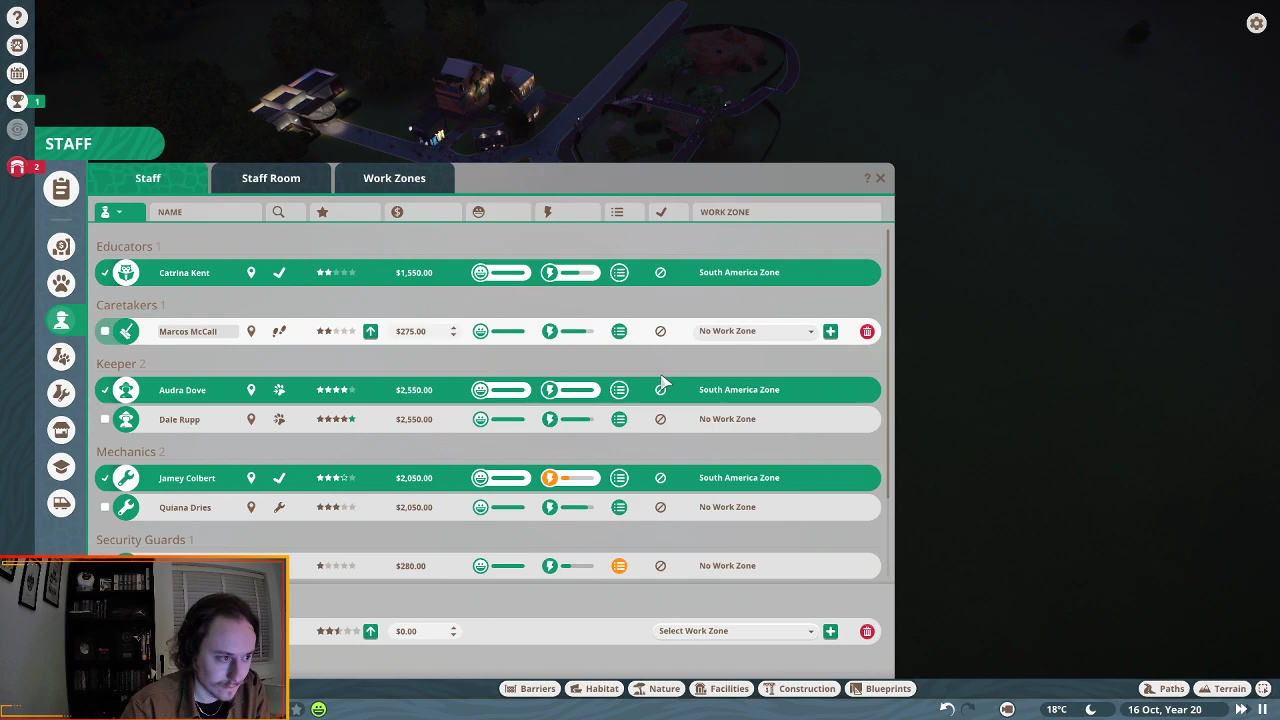 ?
1
STAFF
2
Staff Staff Room Work Zones ?
NAME WORK ZONE
Educators 1
Catrina Kent $1,550.00 South America Zone
Caretakers 1
Marcos McCall $275.00 No Work Zone
Keeper 2
Audra Dove $2,550.00 South America Zone
Dale Rupp $2,550.00 No Work Zone
Mechanics 2
Jamey Colbert $2,050.00 South America Zone
Quiana Dries $2,050.00 No Work Zone
Security Guards 1
$280.00 No Work Zone
$0.00 Select Work Zone
Barriers Habitat Nature Facilities Construction Blueprints Paths Terrain
18°C 16 Oct, Year 20